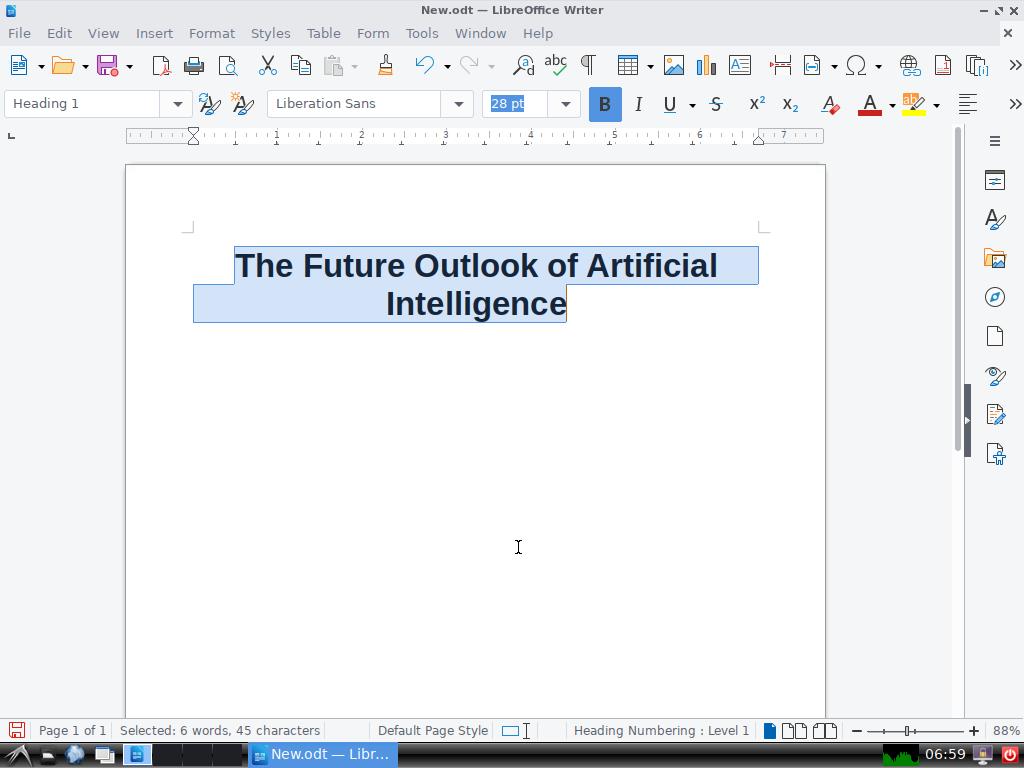 New.odt — LibreOffice Writer
File Edit View Insert Format Styles Table Form Tools Window Help
Heading 1 Liberation Sans 28 pt
1 2 3 4 5 6 7
The Future Outlook of Artificial
Intelligence
Page 1 of 1 Selected: 6 words, 45 characters Default Page Style Heading Numbering : Level 1 88%
New.odt — Libr... 06:59